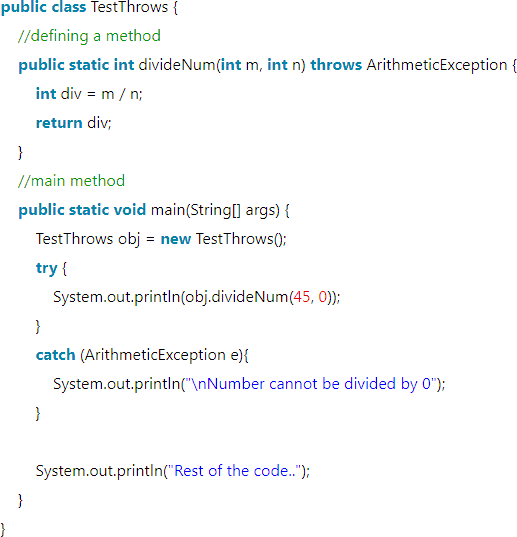 public class TestThrows {
//defining a method
public static int divideNum(int m, int n) throws ArithmeticException {
int div = m / n;
return div;
}
//main method
public static void main(String[] args) {
TestThrows obj = new TestThrows();
try {
System.out.println(obj.divideNum(45, 0));
}
catch (ArithmeticException e){
System.out.println("\nNumber cannot be divided by 0");
}
System.out.println("Rest of the code..");
}
}